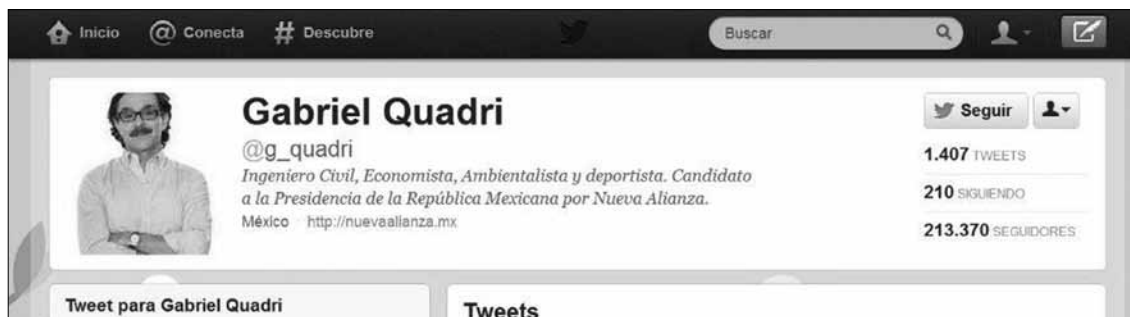 Inicio Conecta Descubre Buscar
Gabriel Quadri
@g_quadri
Ingeniero Civil, Economista, Ambientalista y deportista. Candidato
a la Presidencia de la República Mexicana por Nueva Alianza.
México http://nuevaalianza.mx
Seguir
1.407 TWEETS
210 SIGUIENDO
213.370 SEGUIDORES
Tweet para Gabriel Quadri
Tweets